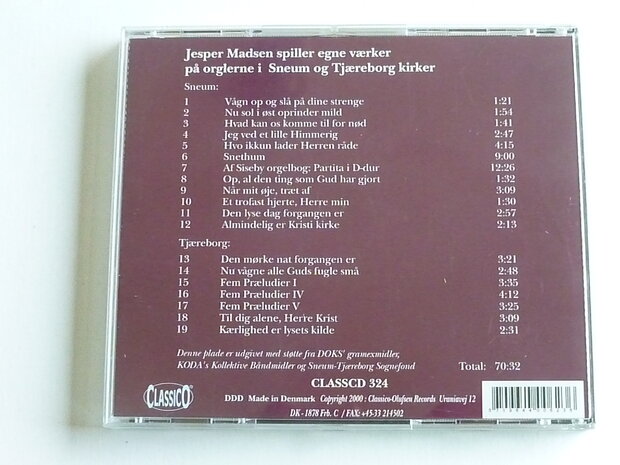 Jesper Madsen spiller egne værker
på orglerne i Sneum og Tjæreborg kirker
Sneum:
1 Vågn op og slå på dine strenge 1:21
2 Nu sol i øst oprinder mild 1:54
3 Hvad kan os komme til for nød 1:41
4 Jeg ved et lille Himmerig 2:47
5 Hvo ikkun lader Herren råde 4:15
6 Snethum 9:00
7 Af Siseby orgelbog: Partita i D-dur 12:26
8 Op, al den ting som Gud har gjort 1:32
9 Når mit øje, træt af 3:09
10 Et trofast hjerte, Herre min 1:30
11 Den lyse dag forgangen er 2:57
12 Almindelig er Kristi kirke 2:13
Tjæreborg:
13 Den mørke nat forgangen er 3:21
14 Nu vågne alle Guds fugle små 2:48
15 Fem Præludier I 3:35
16 Fem Præludier IV 4:12
17 Fem Præludier V 3:25
18 Til dig alene, Herre Krist 3:09
19 Kærlighed er lysets kilde 2:31
Denne plade er udgivet med støtte fra DOKS' gramexmidler,
KODA's Kollektive Båndmidler og Sneum-Tjæreborg Sognefond Total: 70:32
CLASSCD 324
CLASSICO
DDD Made in Denmark Copyright 2000 : Classico-Olufsen Records Uraniavej 12
DK - 1878 Frb. C / FAX: +45-33 214502